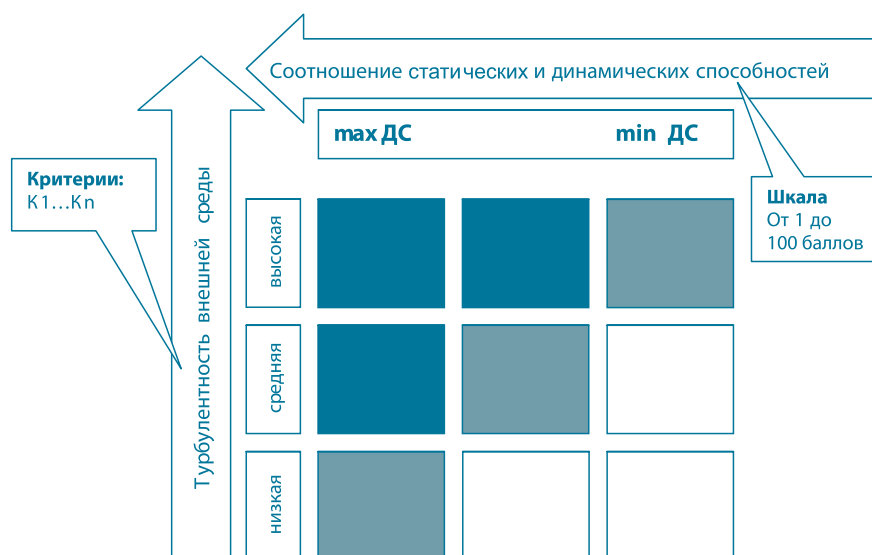 Соотношение статических и динамических способностей
max ДС
min ДС
Критерии:
К1...Kn
Шкала
От 1 до
100 баллов
Турбулентность внешней среды
высокая
средняя
низкая